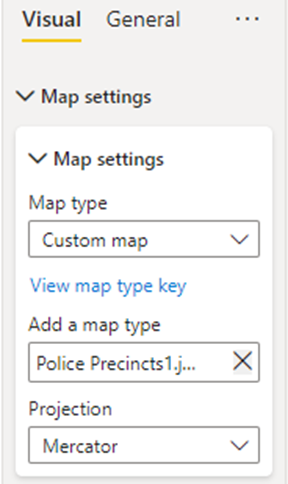 Visual General ...
Map settings
Map settings
Map type
Custom map
View map type key
Add a map type
Police Precincts1.j...
Projection
Mercator